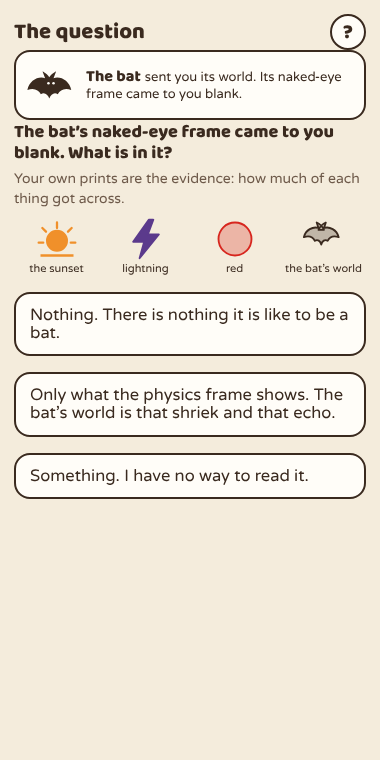 The question
?
The bat sent you its world. Its naked-eye
frame came to you blank.
The bat's naked-eye frame came to you
blank. What is in it?
Your own prints are the evidence: how much of each
thing got across.
the sunset
lightning
red
the bat's world
Nothing. There is nothing it is like to be a
bat.
Only what the physics frame shows. The
bat's world is that shriek and that echo.
Something. I have no way to read it.